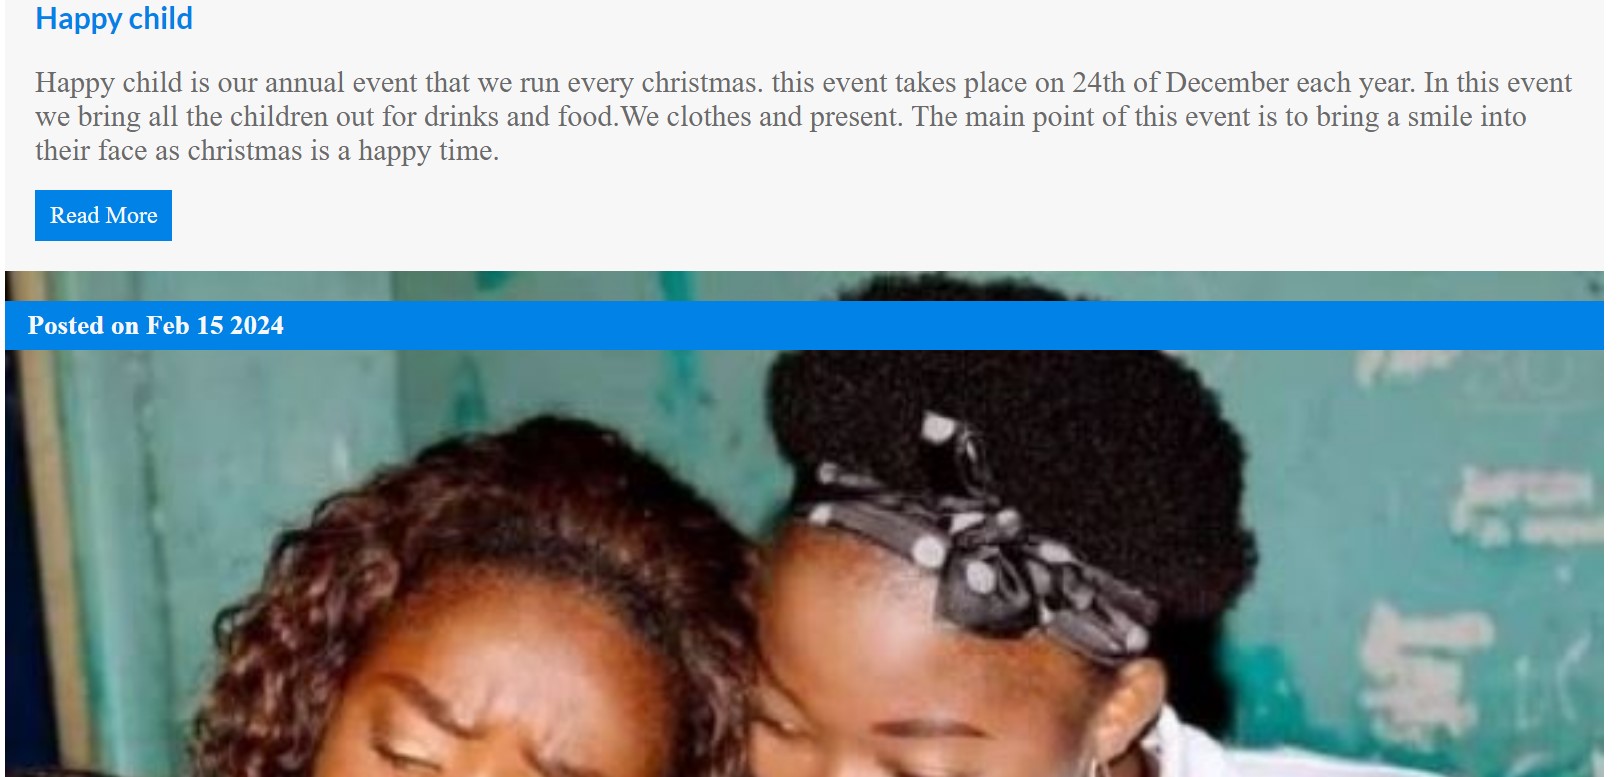 Happy child
Happy child is our annual event that we run every christmas. this event takes place on 24th of December each year. In this event
we bring all the children out for drinks and food.We clothes and present. The main point of this event is to bring a smile into
their face as christmas is a happy time.
Read More
Posted on Feb 15 2024